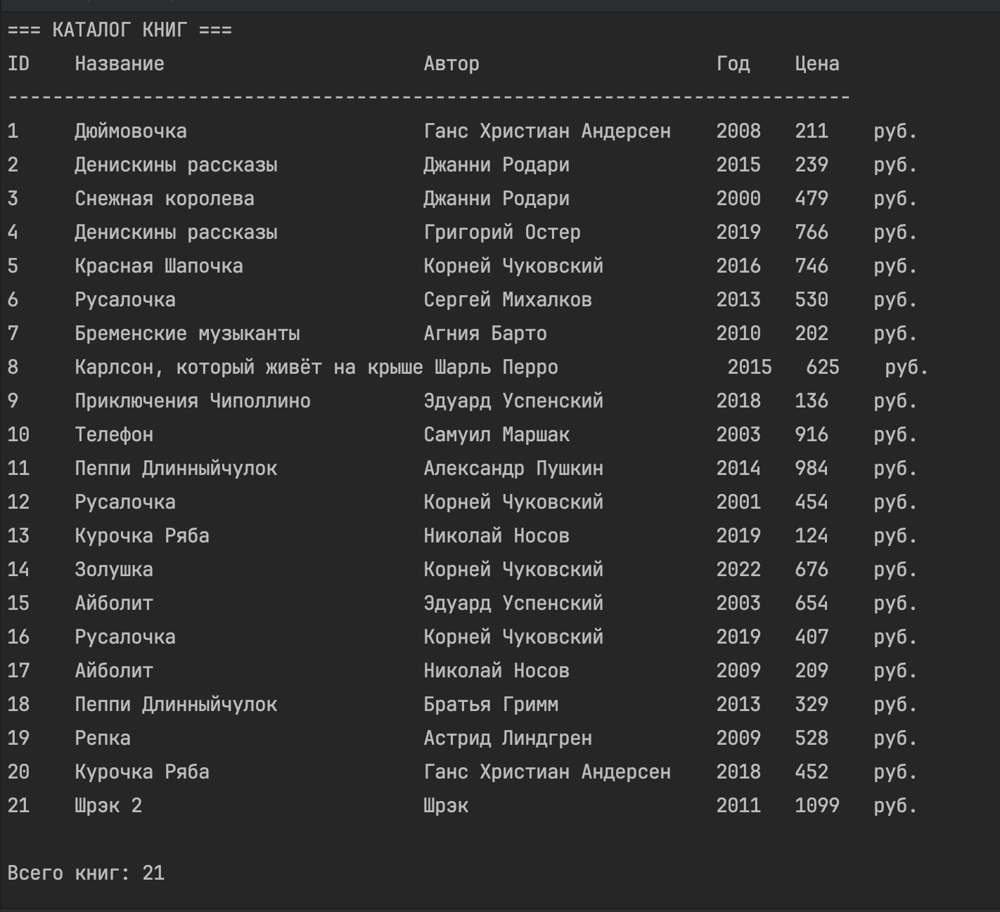 === КАТАЛОГ КНИГ ===
ID    Название                       Автор                     Год    Цена
---------------------------------------------------------------------------
1     Дюймовочка                     Ганс Христиан Андерсен    2008   211    руб.
2     Денискины рассказы             Джанни Родари             2015   239    руб.
3     Снежная королева               Джанни Родари             2000   479    руб.
4     Денискины рассказы             Григорий Остер            2019   766    руб.
5     Красная Шапочка                Корней Чуковский          2016   746    руб.
6     Русалочка                      Сергей Михалков           2013   530    руб.
7     Бременские музыканты           Агния Барто               2010   202    руб.
8     Карлсон, который живёт на крыше Шарль Перро               2015   625    руб.
9     Приключения Чиполлино          Эдуард Успенский          2018   136    руб.
10    Телефон                        Самуил Маршак             2003   916    руб.
11    Пеппи Длинныйчулок             Александр Пушкин          2014   984    руб.
12    Русалочка                      Корней Чуковский          2001   454    руб.
13    Курочка Ряба                   Николай Носов             2019   124    руб.
14    Золушка                        Корней Чуковский          2022   676    руб.
15    Айболит                        Эдуард Успенский          2003   654    руб.
16    Русалочка                      Корней Чуковский          2019   407    руб.
17    Айболит                        Николай Носов             2009   209    руб.
18    Пеппи Длинныйчулок             Братья Гримм              2013   329    руб.
19    Репка                          Астрид Линдгрен           2009   528    руб.
20    Курочка Ряба                   Ганс Христиан Андерсен    2018   452    руб.
21    Шрэк 2                         Шрэк                      2011   1099   руб.

Всего книг: 21